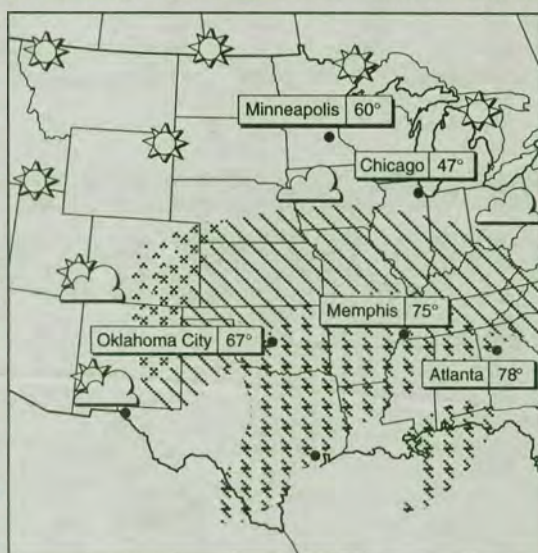 Minneapolis 60°
Chicago 47°
Memphis 75°
Oklahoma City 67°
Atlanta 78°